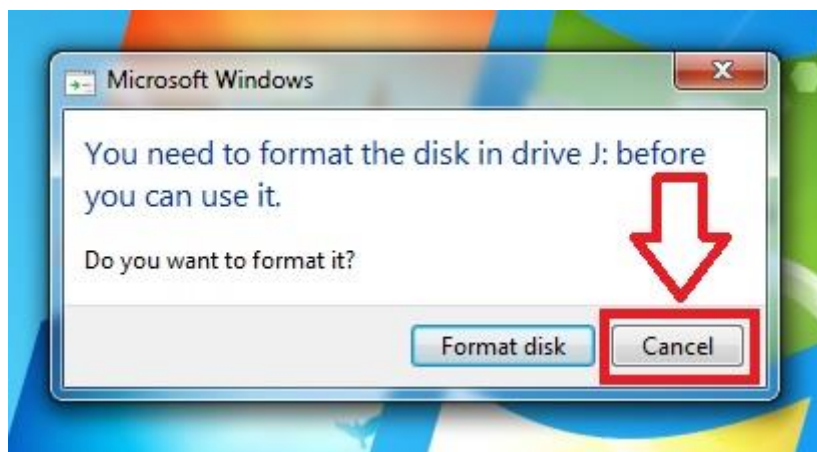 Microsoft Windows
You need to format the disk in drive J: before
you can use it.
Do you want to format it?
Format disk
Cancel